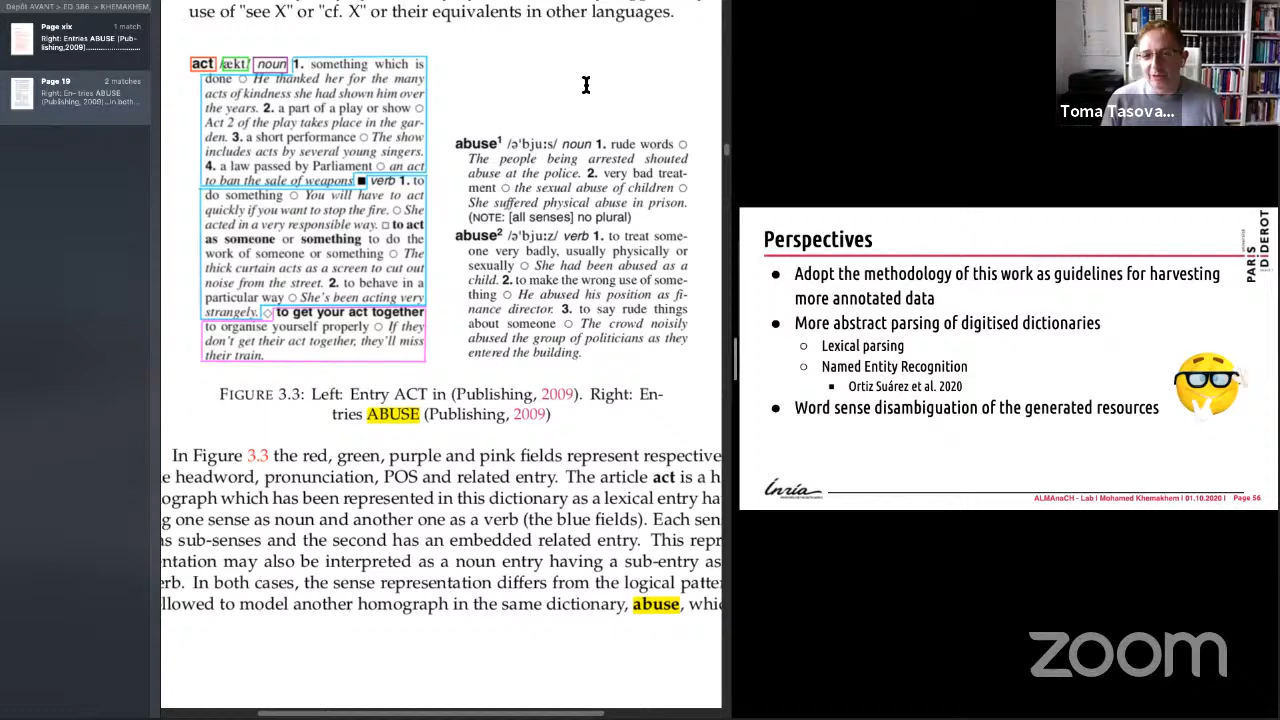 Dépôt AVANT > ED 386 > KHEMAKHEM_
Page xix
1 match
Right: Entries ABUSE (Pub-
lishing,2009)
Page 19
2 matches
Right: En- tries ABUSE
(Publishing, 2009)...in both...
use of "see X" or "cf. X" or their equivalents in other languages.
act /ækt/ noun 1. something which is
done ○ He thanked her for the many
acts of kindness she had shown him over
the years. 2. a part of a play or show ○
Act 2 of the play takes place in the gar-
den. 3. a short performance ○ The show
includes acts by several young singers.
4. a law passed by Parliament ○ an act
to ban the sale of weapons ■ verb 1. to
do something ○ You will have to act
quickly if you want to stop the fire. ○ She
acted in a very responsible way. □ to act
as someone or something to do the
work of someone or something ○ The
thick curtain acts as a screen to cut out
noise from the street. 2. to behave in a
particular way ○ She's been acting very
strangely. ◇ to get your act together
to organise yourself properly ○ If they
don't get their act together, they'll miss
their train.
abuse¹ /ə'bjuːs/ noun 1. rude words ○
The people being arrested shouted
abuse at the police. 2. very bad treat-
ment ○ the sexual abuse of children ○
She suffered physical abuse in prison.
(NOTE: [all senses] no plural)
abuse² /ə'bjuːz/ verb 1. to treat some-
one very badly, usually physically or
sexually ○ She had been abused as a
child. 2. to make the wrong use of some-
thing ○ He abused his position as fi-
nance director. 3. to say rude things
about someone ○ The crowd noisily
abused the group of politicians as they
entered the building.
FIGURE 3.3: Left: Entry ACT in (Publishing, 2009). Right: En-
tries ABUSE (Publishing, 2009)
In Figure 3.3 the red, green, purple and pink fields represent respective
e headword, pronunciation, POS and related entry. The article act is a h
ograph which has been represented in this dictionary as a lexical entry ha
g one sense as noun and another one as a verb (the blue fields). Each sen
as sub-senses and the second has an embedded related entry. This repr
ntation may also be interpreted as a noun entry having a sub-entry as
erb. In both cases, the sense representation differs from the logical patter
llowed to model another homograph in the same dictionary, abuse, whic
Toma Tasova...
Perspectives
● Adopt the methodology of this work as guidelines for harvesting
more annotated data
● More abstract parsing of digitised dictionaries
○ Lexical parsing
○ Named Entity Recognition
■ Ortiz Suárez et al. 2020
● Word sense disambiguation of the generated resources
PARIS
DIDEROT
Inria
ALMAnaCH - Lab I Mohamed Khemakhem I 01.10.2020 I Page 56
zoom